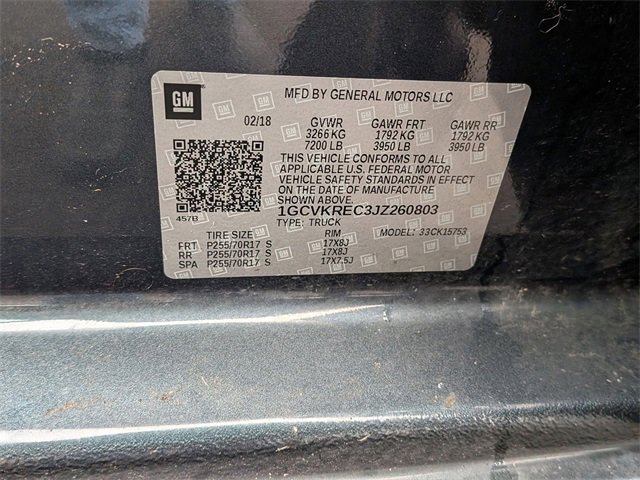 GM
MFD BY GENERAL MOTORS LLC
02/18 GVWR GAWR FRT GAWR RR
3266 KG 1792 KG 1792 KG
7200 LB 3950 LB 3950 LB
THIS VEHICLE CONFORMS TO ALL
APPLICABLE U.S. FEDERAL MOTOR
VEHICLE SAFETY STANDARDS IN EFFECT
ON THE DATE OF MANUFACTURE
SHOWN ABOVE.
457B
1GCVKREC3JZ260803
TYPE: TRUCK MODEL: 33CK15753
TIRE SIZE RIM
FRT P255/70R17 S 17X8J
RR P255/70R17 S 17X8J
SPA P255/70R17 S 17X7.5J